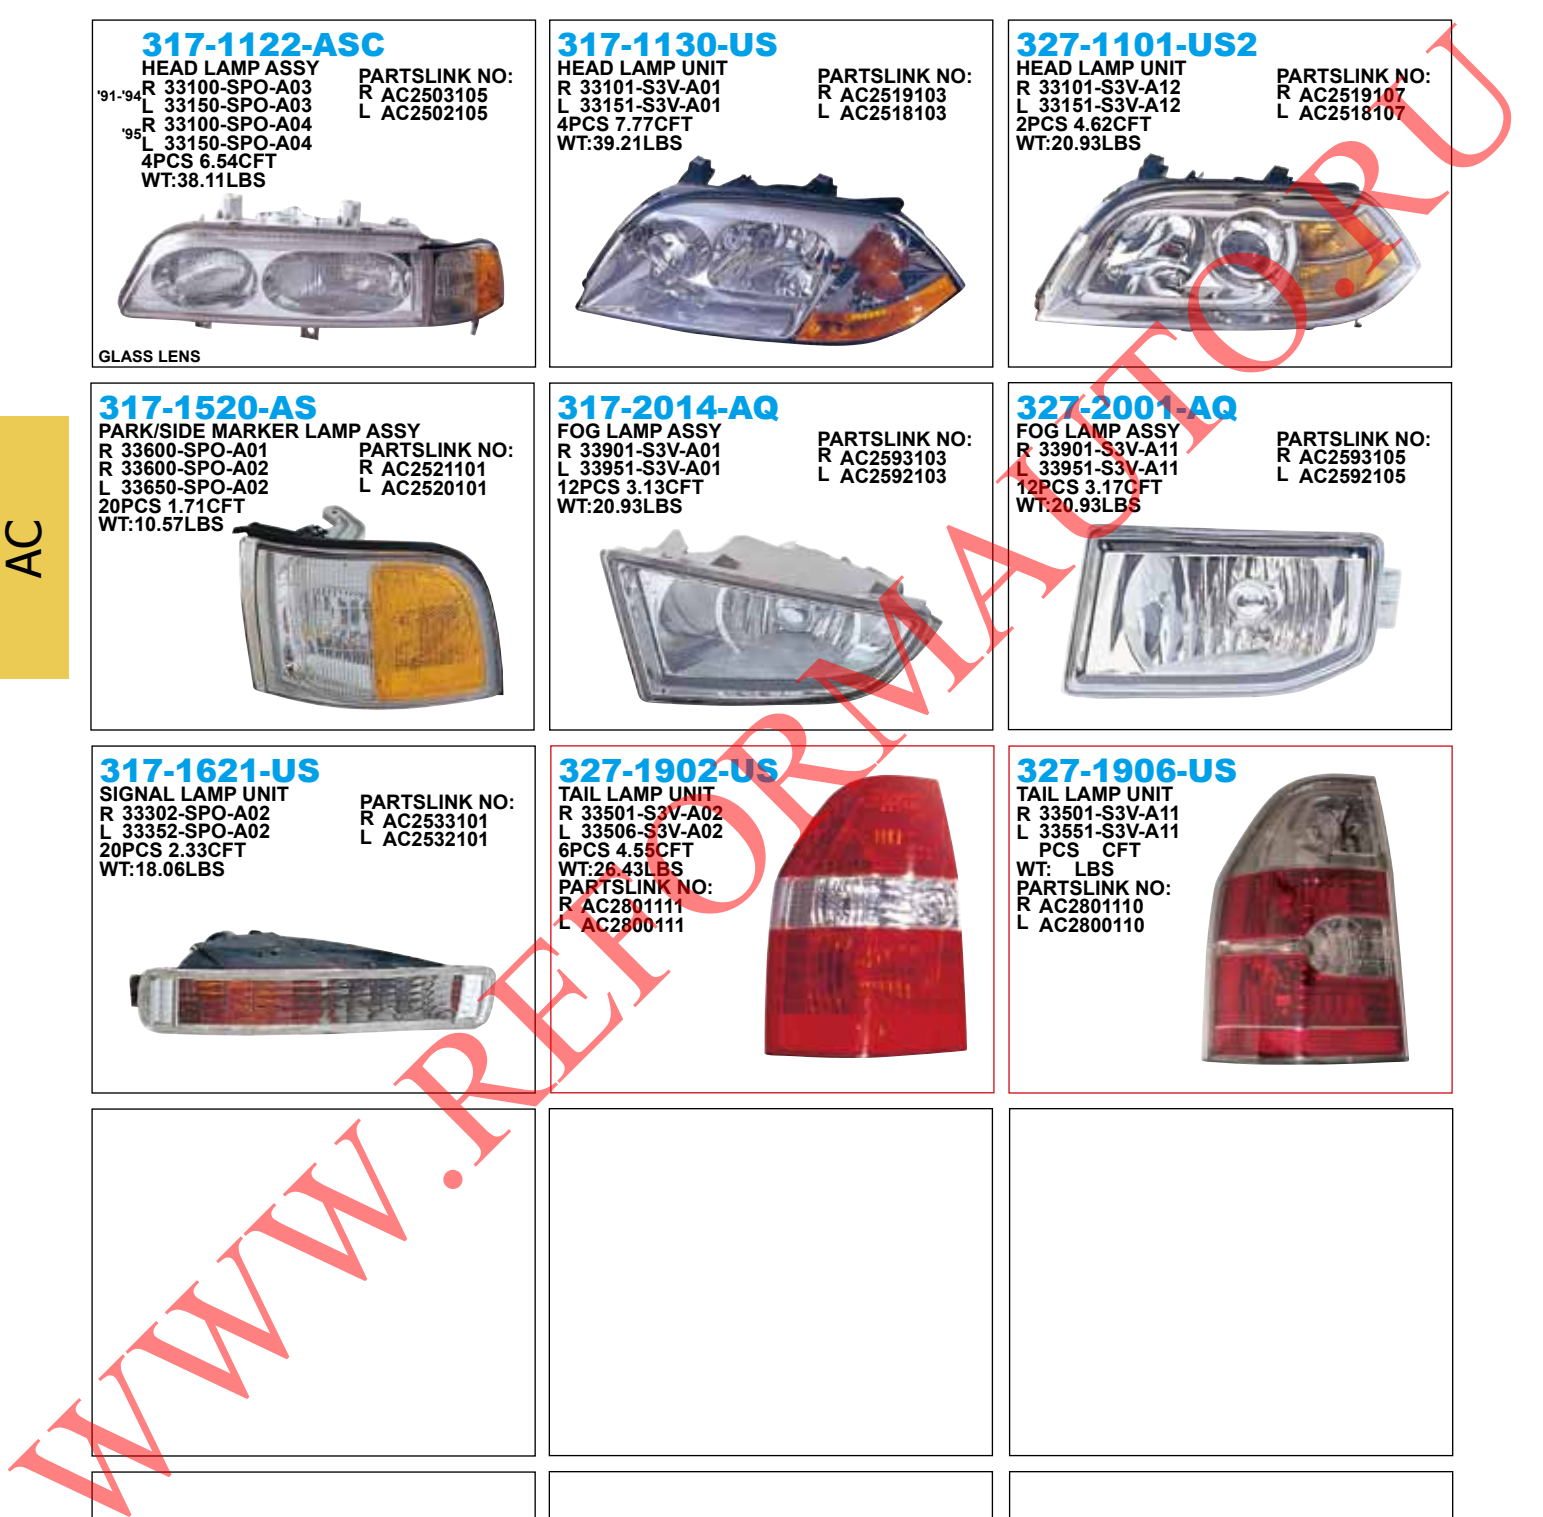 317-1122-ASC
HEAD LAMP ASSY
'91-'94 R 33100-SPO-A03
L 33150-SPO-A03
'95 R 33100-SPO-A04
L 33150-SPO-A04
4PCS 6.54CFT
WT:38.11LBS
PARTSLINK NO:
R AC2503105
L AC2502105
GLASS LENS
317-1130-US
HEAD LAMP UNIT
R 33101-S3V-A01
L 33151-S3V-A01
4PCS 7.77CFT
WT:39.21LBS
PARTSLINK NO:
R AC2519103
L AC2518103
327-1101-US2
HEAD LAMP UNIT
R 33101-S3V-A12
L 33151-S3V-A12
2PCS 4.62CFT
WT:20.93LBS
PARTSLINK NO:
R AC2519107
L AC2518107
AC
317-1520-AS
PARK/SIDE MARKER LAMP ASSY
R 33600-SPO-A01
R 33600-SPO-A02
L 33650-SPO-A02
20PCS 1.71CFT
WT:10.57LBS
PARTSLINK NO:
R AC2521101
L AC2520101
317-2014-AQ
FOG LAMP ASSY
R 33901-S3V-A01
L 33951-S3V-A01
12PCS 3.13CFT
WT:20.93LBS
PARTSLINK NO:
R AC2593103
L AC2592103
327-2001-AQ
FOG LAMP ASSY
R 33901-S3V-A11
L 33951-S3V-A11
12PCS 3.17CFT
WT:20.93LBS
PARTSLINK NO:
R AC2593105
L AC2592105
317-1621-US
SIGNAL LAMP UNIT
R 33302-SPO-A02
L 33352-SPO-A02
20PCS 2.33CFT
WT:18.06LBS
PARTSLINK NO:
R AC2533101
L AC2532101
327-1902-US
TAIL LAMP UNIT
R 33501-S3V-A02
L 33506-S3V-A02
6PCS 4.55CFT
WT:26.43LBS
PARTSLINK NO:
R AC2801111
L AC2800111
327-1906-US
TAIL LAMP UNIT
R 33501-S3V-A11
L 33551-S3V-A11
PCS CFT
WT: LBS
PARTSLINK NO:
R AC2801110
L AC2800110
WWW.REFORMAUTO.RU